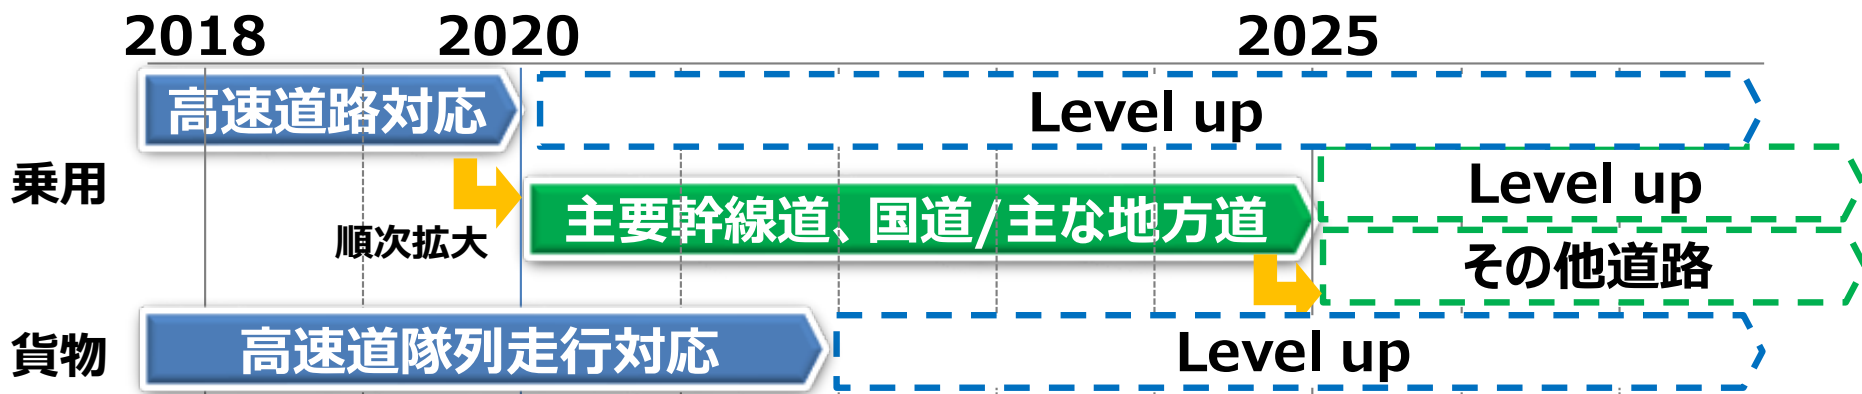 2018 2020 2025
高速道路対応 Level up
乗用
順次拡大
主要幹線道、国道/主な地方道 Level up
その他道路
貨物
高速道隊列走行対応 Level up